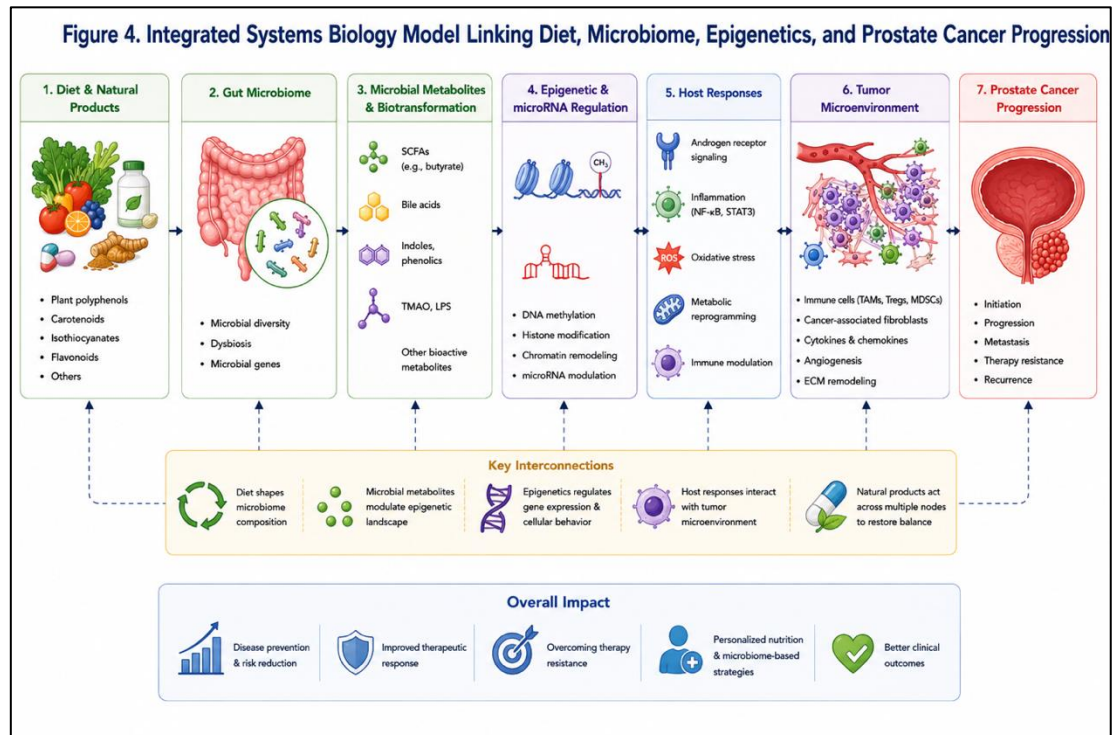 Figure 4. Integrated Systems Biology Model Linking Diet, Microbiome, Epigenetics, and Prostate Cancer Progression
1. Diet & Natural
Products
• Plant polyphenols
• Carotenoids
• Isothiocyanates
• Flavonoids
• Others
2. Gut Microbiome
• Microbial diversity
• Dysbiosis
• Microbial genes
3. Microbial Metabolites
& Biotransformation
SCFAs
(e.g., butyrate)
Bile acids
Indoles,
phenolics
TMAO, LPS
Other bioactive
metabolites
4. Epigenetic &
microRNA Regulation
CH3
• DNA methylation
• Histone modification
• Chromatin remodeling
• microRNA modulation
5. Host Responses
Androgen receptor
signaling
Inflammation
(NF-κB, STAT3)
ROS
Oxidative stress
Metabolic
reprogramming
Immune modulation
6. Tumor
Microenvironment
• Immune cells (TAMs, Tregs, MDSCs)
• Cancer-associated fibroblasts
• Cytokines & chemokines
• Angiogenesis
• ECM remodeling
7. Prostate Cancer
Progression
• Initiation
• Progression
• Metastasis
• Therapy resistance
• Recurrence
Key Interconnections
Diet shapes
microbiome
composition
Microbial metabolites
modulate epigenetic
landscape
Epigenetics regulates
gene expression &
cellular behavior
Host responses interact
with tumor
microenvironment
Natural products act
across multiple nodes
to restore balance
Overall Impact
Disease prevention
& risk reduction
Improved therapeutic
response
Overcoming therapy
resistance
Personalized nutrition
& microbiome-based
strategies
Better clinical
outcomes